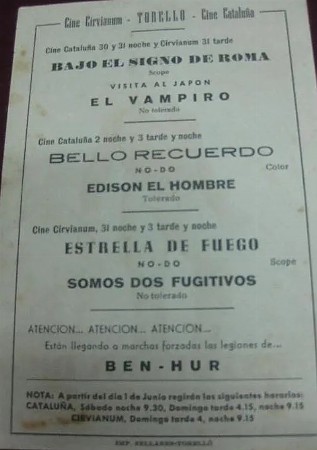 Cine Cirvianum - TORELLO - Cine Cataluña
Cine Cataluña 30 y 31 noche y Cirvianum 31 tarde
BAJO EL SIGNO DE ROMA
Scope
VISITA AL JAPON
EL VAMPIRO
No tolerado
Cine Cataluña 2 noche y 3 tarde y noche
BELLO RECUERDO
NO-DO Color
EDISON EL HOMBRE
Tolerado
Cine Cirvianum, 31 noche y 3 tarde y noche
ESTRELLA DE FUEGO
NO-DO Scope
SOMOS DOS FUGITIVOS
No tolerado
ATENCION... ATENCION... ATENCION...
Están llegando a marchas forzadas las legiones de...
BEN-HUR
NOTA: A partir del día 1 de Junio regirán los siguientes horarios:
CATALUÑA, Sábado noche 9.30, Domingo tarde 4.15, noche 9.15
CIRVIANUM, Domingo tarde 4, noche 9.15
IMP. SELLARES-TORELLÓ